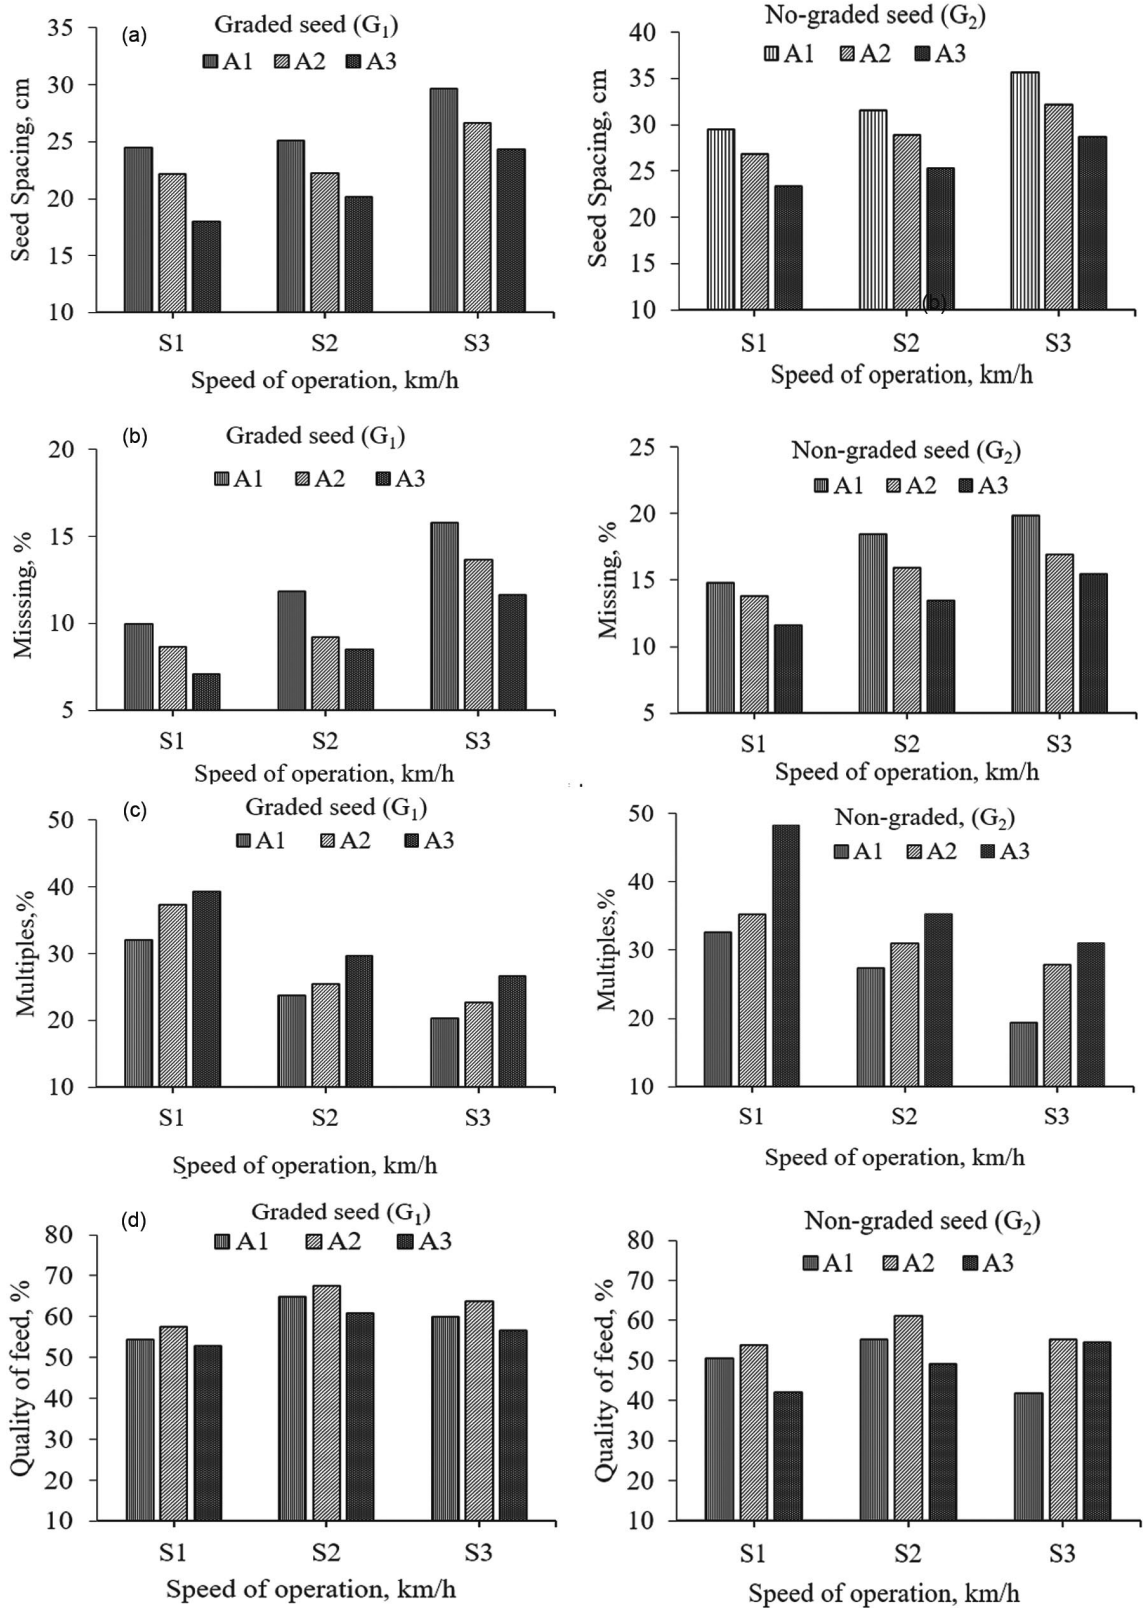 (a)
Graded seed (G₁)
A1 A2 A3
Seed Spacing, cm
35
30
25
20
15
10
S1 S2 S3
Speed of operation, km/h
No-graded seed (G₂)
A1 A2 A3
Seed Spacing, cm
40
35
30
25
20
15
10
(b)
S1 S2 S3
Speed of operation, km/h
(b)
Graded seed (G₁)
A1 A2 A3
Misssing, %
20
15
10
5
S1 S2 S3
Speed of operation, km/h
Non-graded seed (G₂)
A1 A2 A3
Missing, %
25
20
15
10
5
S1 S2 S3
Speed of operation, km/h
(c)
Graded seed (G₁)
A1 A2 A3
Multiples,%
50
40
30
20
10
S1 S2 S3
Speed of operation, km/h
Non-graded, (G₂)
A1 A2 A3
Multiples,%
50
40
30
20
10
S1 S2 S3
Speed of operation, km/h
(d)
Graded seed (G₁)
A1 A2 A3
Quality of feed, %
80
70
60
50
40
30
20
10
S1 S2 S3
Speed of operation, km/h
Non-graded seed (G₂)
A1 A2 A3
Quality of feed, %
80
70
60
50
40
30
20
10
S1 S2 S3
Speed of operation, km/h